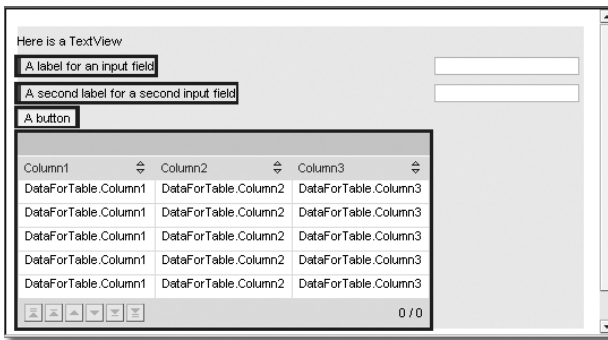 Here is a TextView
A label for an input field
A second label for a second input field
A button
Column1 Column2 Column3
DataForTable.Column1 DataForTable.Column2 DataForTable.Column3
DataForTable.Column1 DataForTable.Column2 DataForTable.Column3
DataForTable.Column1 DataForTable.Column2 DataForTable.Column3
DataForTable.Column1 DataForTable.Column2 DataForTable.Column3
DataForTable.Column1 DataForTable.Column2 DataForTable.Column3
0 / 0